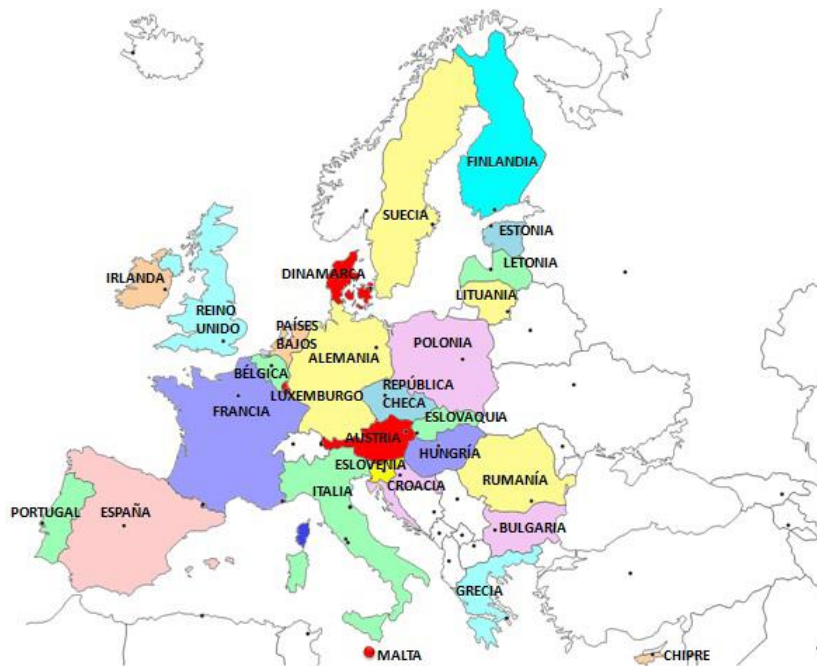 FINLANDIA
SUECIA
ESTONIA
LETONIA
DINAMARCA
IRLANDA
LITUANIA
REINO
UNIDO
PAÍSES
BAJOS
POLONIA
ALEMANIA
BÉLGICA
REPÚBLICA
CHECA
LUXEMBURGO
FRANCIA
ESLOVAQUIA
AUSTRIA
HUNGRÍA
ESLOVENIA
CROACIA
RUMANÍA
ITALIA
PORTUGAL
ESPAÑA
BULGARIA
GRECIA
MALTA
CHIPRE